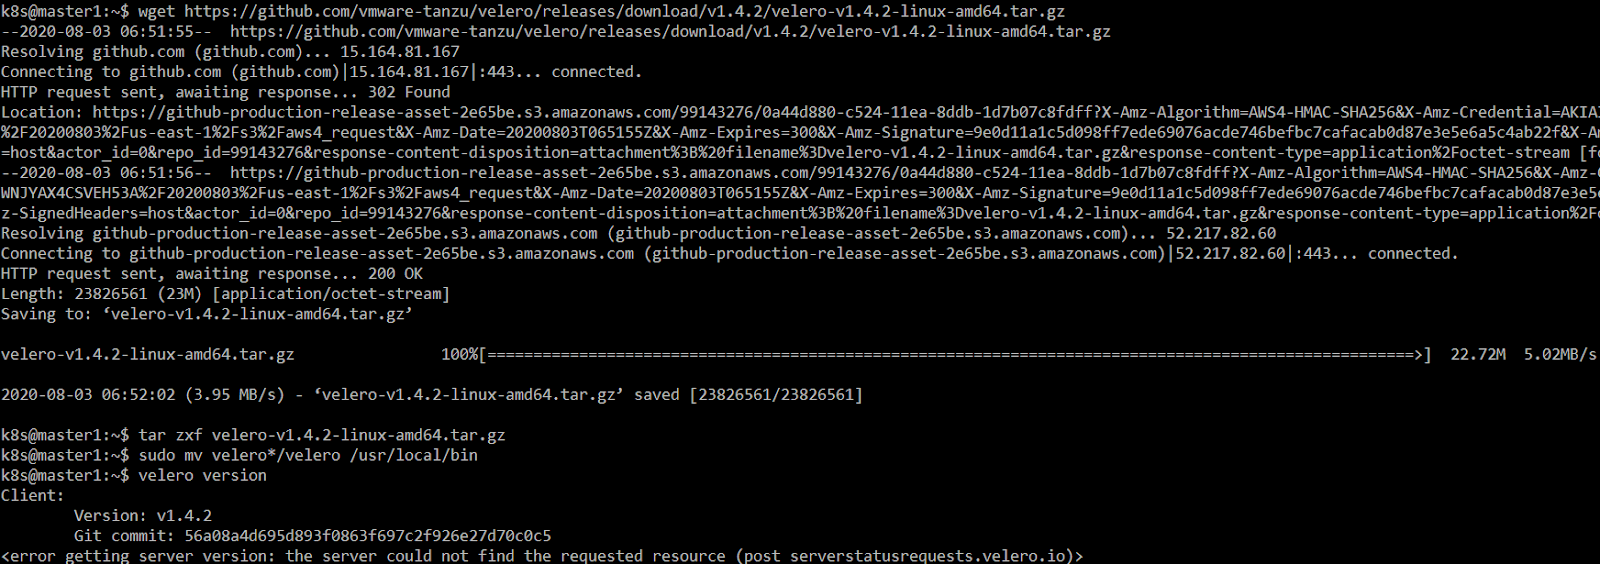 k8s@master1:~$ wget https://github.com/vmware-tanzu/velero/releases/download/v1.4.2/velero-v1.4.2-linux-amd64.tar.gz
--2020-08-03 06:51:55--  https://github.com/vmware-tanzu/velero/releases/download/v1.4.2/velero-v1.4.2-linux-amd64.tar.gz
Resolving github.com (github.com)... 15.164.81.167
Connecting to github.com (github.com)|15.164.81.167|:443... connected.
HTTP request sent, awaiting response... 302 Found
Location: https://github-production-release-asset-2e65be.s3.amazonaws.com/99143276/0a44d880-c524-11ea-8ddb-1d7b07c8fdff?X-Amz-Algorithm=AWS4-HMAC-SHA256&X-Amz-Credential=AKIA
%2F20200803%2Fus-east-1%2Fs3%2Faws4_request&X-Amz-Date=20200803T065155Z&X-Amz-Expires=300&X-Amz-Signature=9e0d11a1c5d098ff7ede69076acde746befbc7cafacab0d87e3e5e6a5c4ab22f&X-A
=host&actor_id=0&repo_id=99143276&response-content-disposition=attachment%3B%20filename%3Dvelero-v1.4.2-linux-amd64.tar.gz&response-content-type=application%2Foctet-stream [f
--2020-08-03 06:51:56--  https://github-production-release-asset-2e65be.s3.amazonaws.com/99143276/0a44d880-c524-11ea-8ddb-1d7b07c8fdff?X-Amz-Algorithm=AWS4-HMAC-SHA256&X-Amz-
WNJYAX4CSVEH53A%2F20200803%2Fus-east-1%2Fs3%2Faws4_request&X-Amz-Date=20200803T065155Z&X-Amz-Expires=300&X-Amz-Signature=9e0d11a1c5d098ff7ede69076acde746befbc7cafacab0d87e3e5
z-SignedHeaders=host&actor_id=0&repo_id=99143276&response-content-disposition=attachment%3B%20filename%3Dvelero-v1.4.2-linux-amd64.tar.gz&response-content-type=application%2F
Resolving github-production-release-asset-2e65be.s3.amazonaws.com (github-production-release-asset-2e65be.s3.amazonaws.com)... 52.217.82.60
Connecting to github-production-release-asset-2e65be.s3.amazonaws.com (github-production-release-asset-2e65be.s3.amazonaws.com)|52.217.82.60|:443... connected.
HTTP request sent, awaiting response... 200 OK
Length: 23826561 (23M) [application/octet-stream]
Saving to: ‘velero-v1.4.2-linux-amd64.tar.gz’
velero-v1.4.2-linux-amd64.tar.gz                100%[=====================================================================================================>]  22.72M  5.02MB/s
2020-08-03 06:52:02 (3.95 MB/s) - ‘velero-v1.4.2-linux-amd64.tar.gz’ saved [23826561/23826561]
k8s@master1:~$ tar zxf velero-v1.4.2-linux-amd64.tar.gz
k8s@master1:~$ sudo mv velero*/velero /usr/local/bin
k8s@master1:~$ velero version
Client:
        Version: v1.4.2
        Git commit: 56a08a4d695d893f0863f697c2f926e27d70c0c5
<error getting server version: the server could not find the requested resource (post serverstatusrequests.velero.io)>